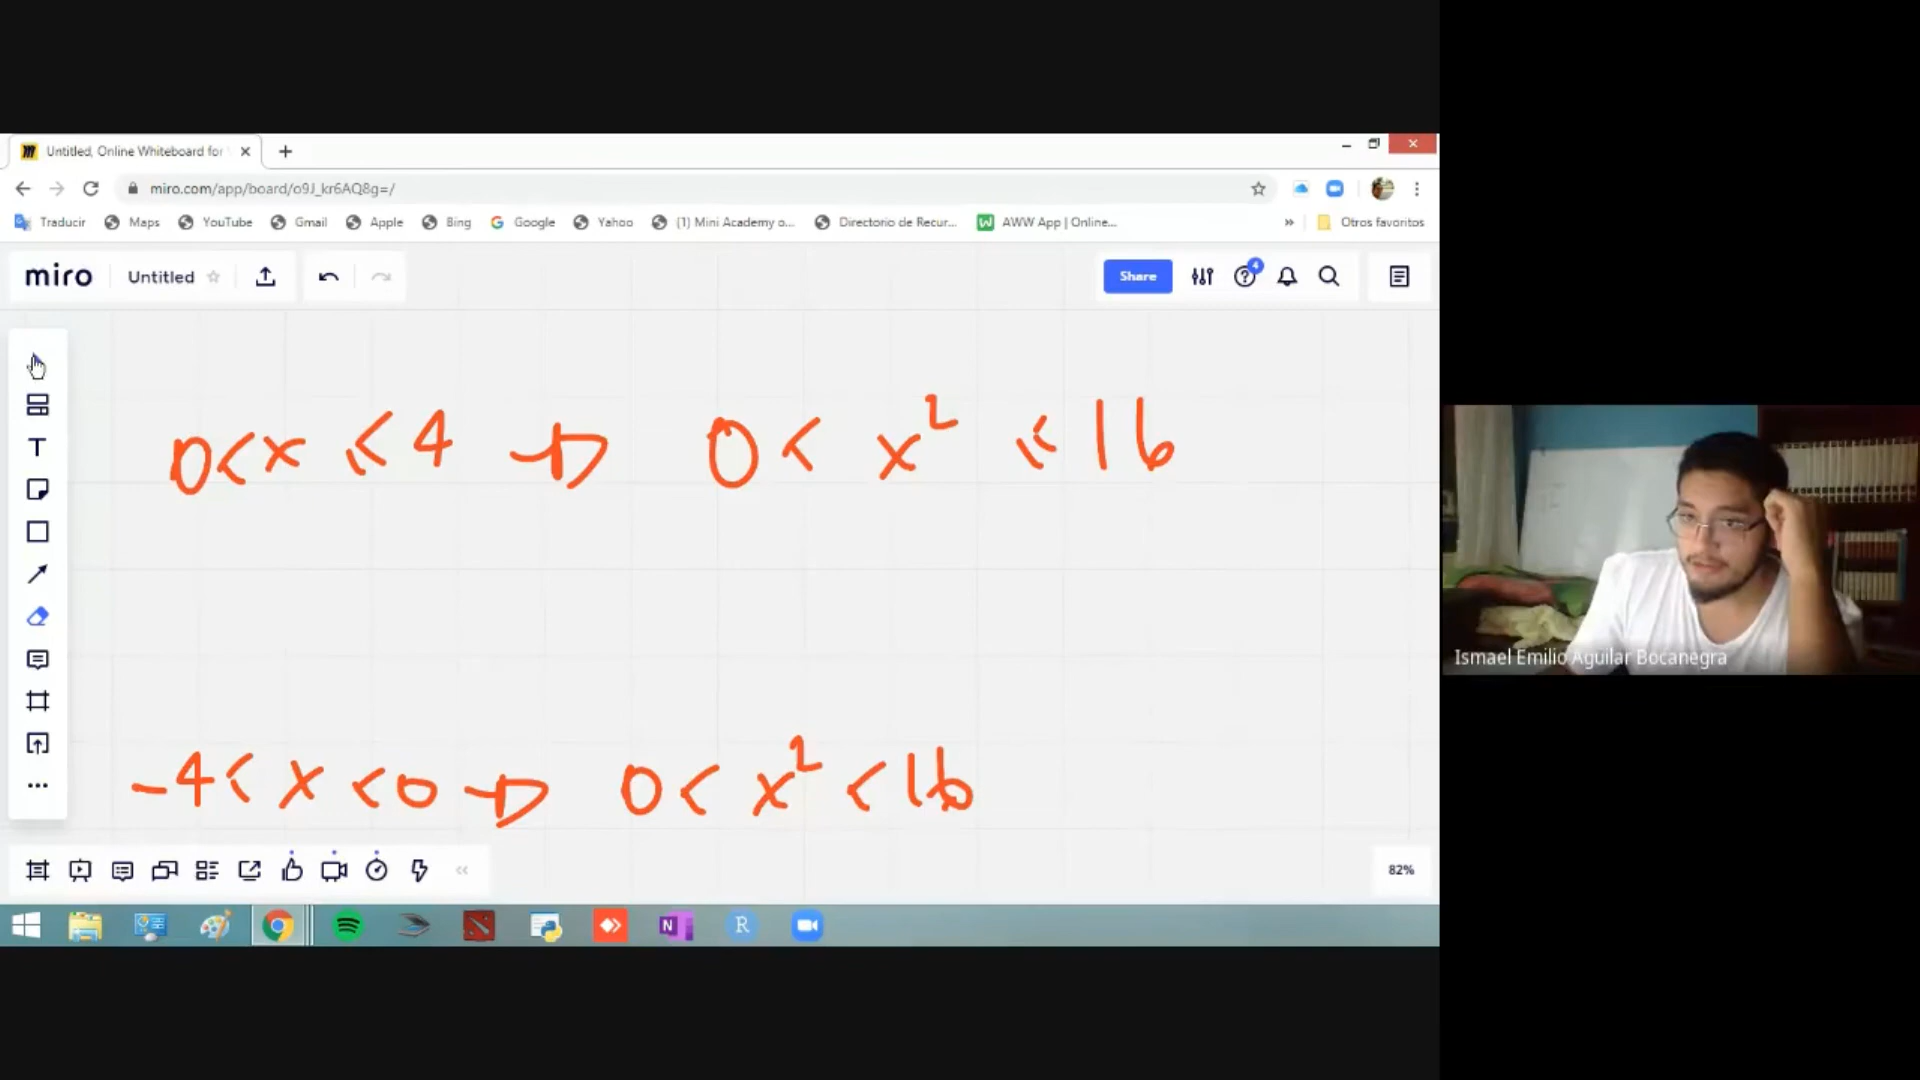 Untitled, Online Whiteboard for
miro.com/app/board/o9J_kr6AQ8g=/
Traducir Maps YouTube Gmail Apple Bing Google Yahoo (1) Mini Academy o... Directorio de Recur... AWW App | Online... » Otros favoritos
miro Untitled Share 4
0<x≤4 → 0< x² ≤16
-4< x <0 → 0< x² <16
Ismael Emilio Aguilar Bocanegra
82%